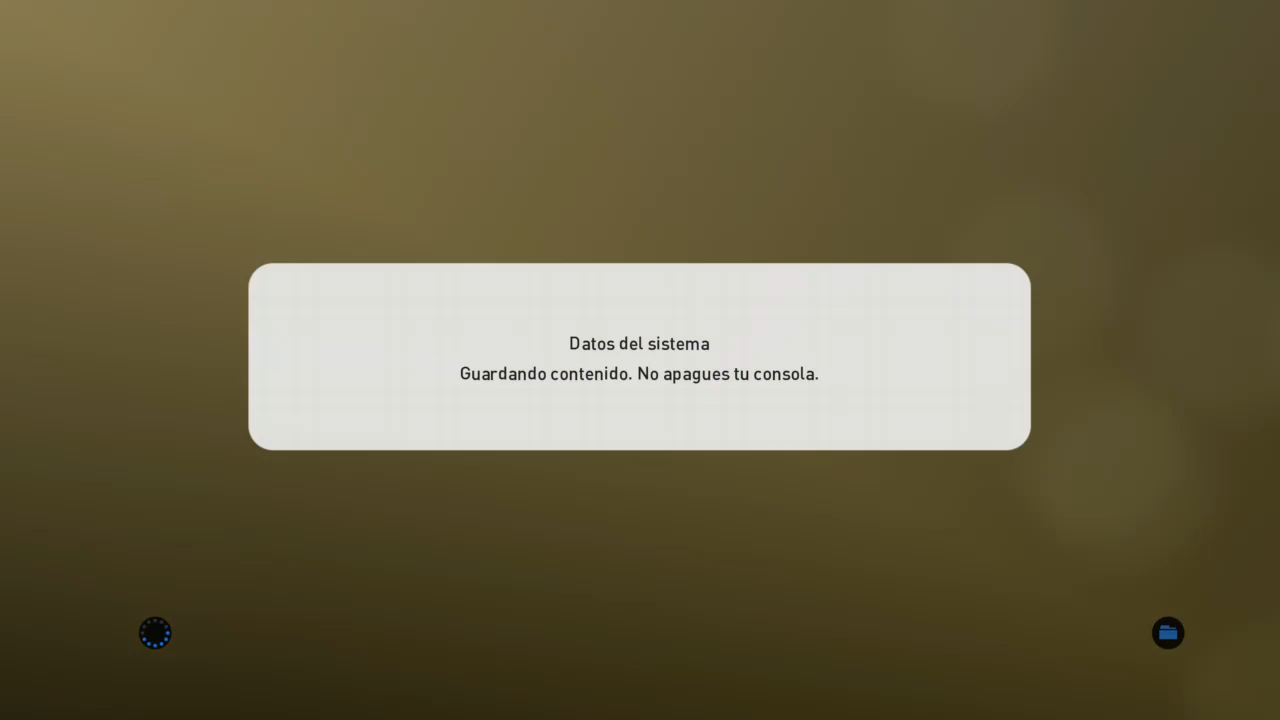 Datos del sistema
Guardando contenido. No apagues tu consola.